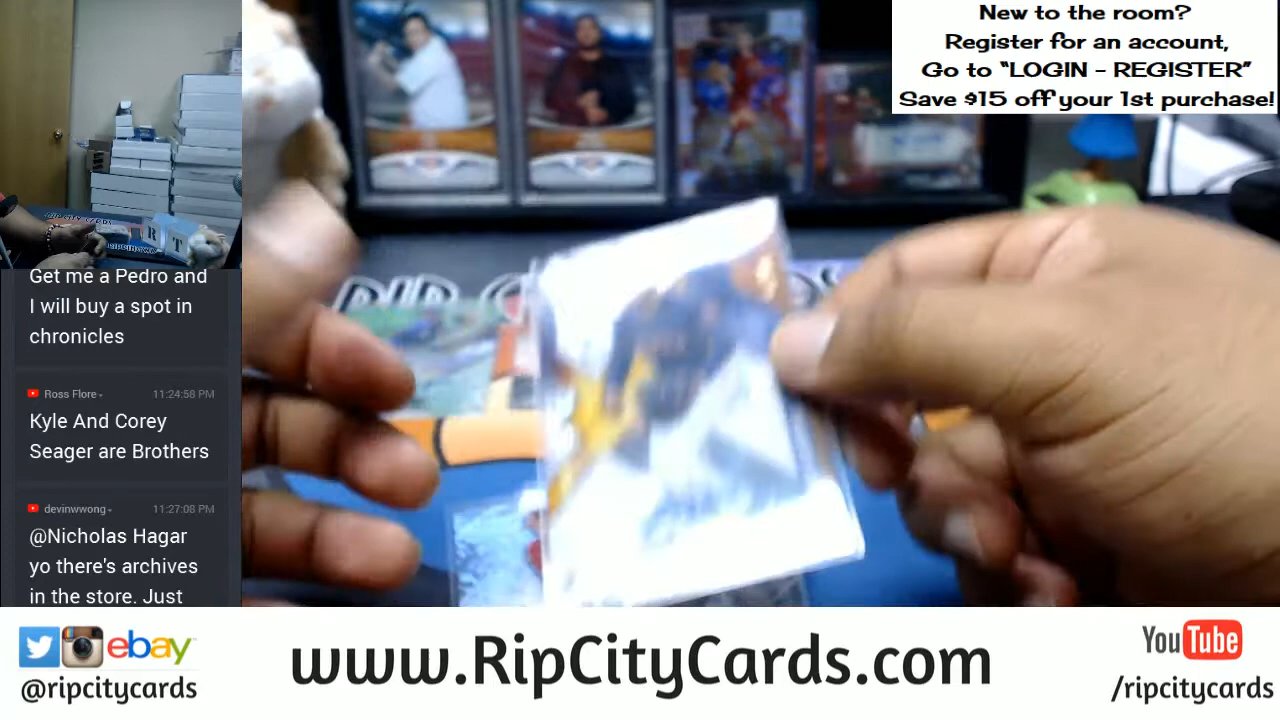 New to the room?
Register for an account,
Go to “LOGIN - REGISTER”
Save $15 off your 1st purchase!
R T
Get me a Pedro and
I will buy a spot in
chronicles
Ross Flore 11:24:58 PM
Kyle And Corey
Seager are Brothers
devinwwong 11:27:08 PM
@Nicholas Hagar
yo there's archives
in the store. Just
ebay
@ripcitycards
www.RipCityCards.com
YouTube
/ripcitycards